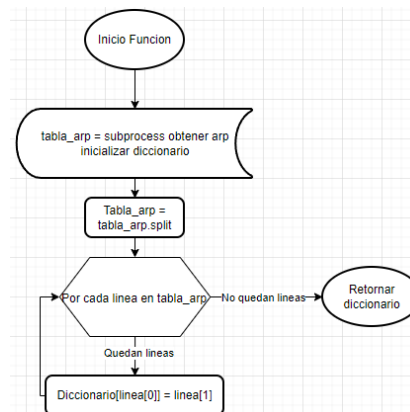 Inicio Funcion
tabla_arp = subprocess obtener arp
inicializar diccionario
Tabla_arp =
tabla_arp.split
Por cada linea en tabla_arp
No quedan lineas
Retornar
diccionario
Quedan lineas
Diccionario[linea[0]] = linea[1]